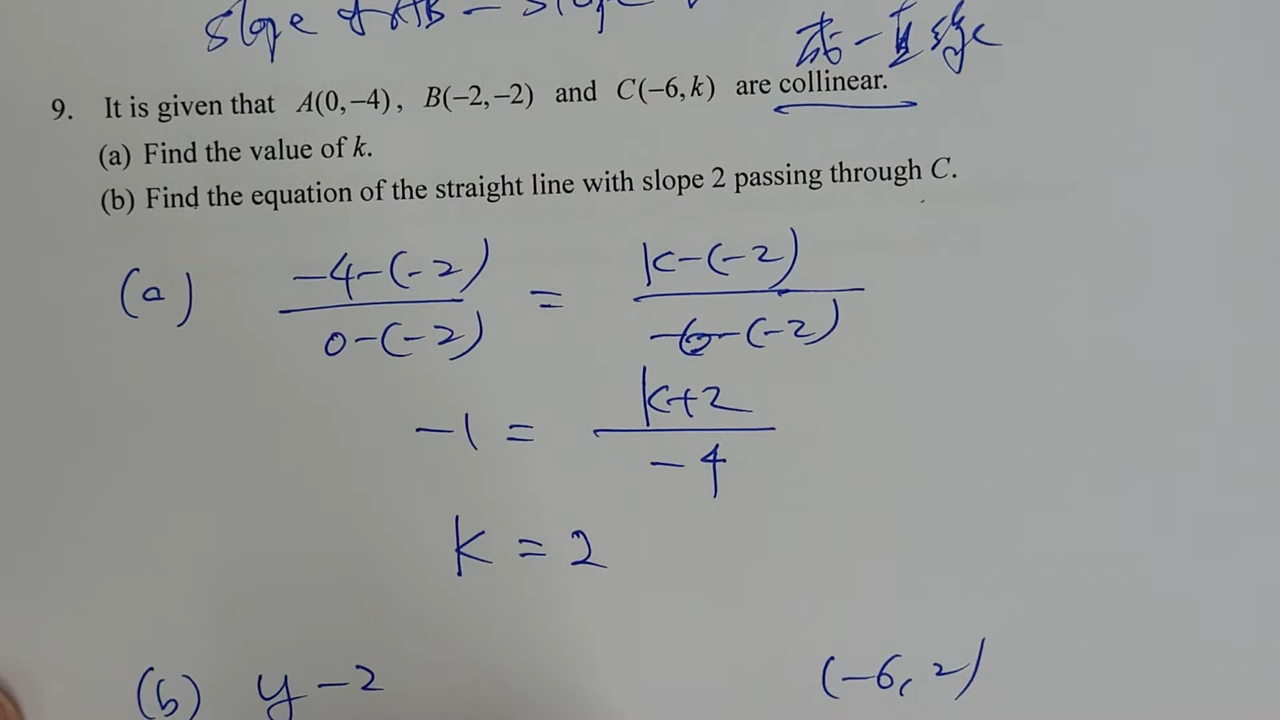 slope of AB = slope
在一直線
9. It is given that A(0,−4), B(−2,−2) and C(−6,k) are collinear.
(a) Find the value of k.
(b) Find the equation of the straight line with slope 2 passing through C.
(a) −4−(−2) / 0−(−2) = k−(−2) / −6−(−2)
−1 = k+2 / −4
k = 2
(b) y−2 (−6, 2)